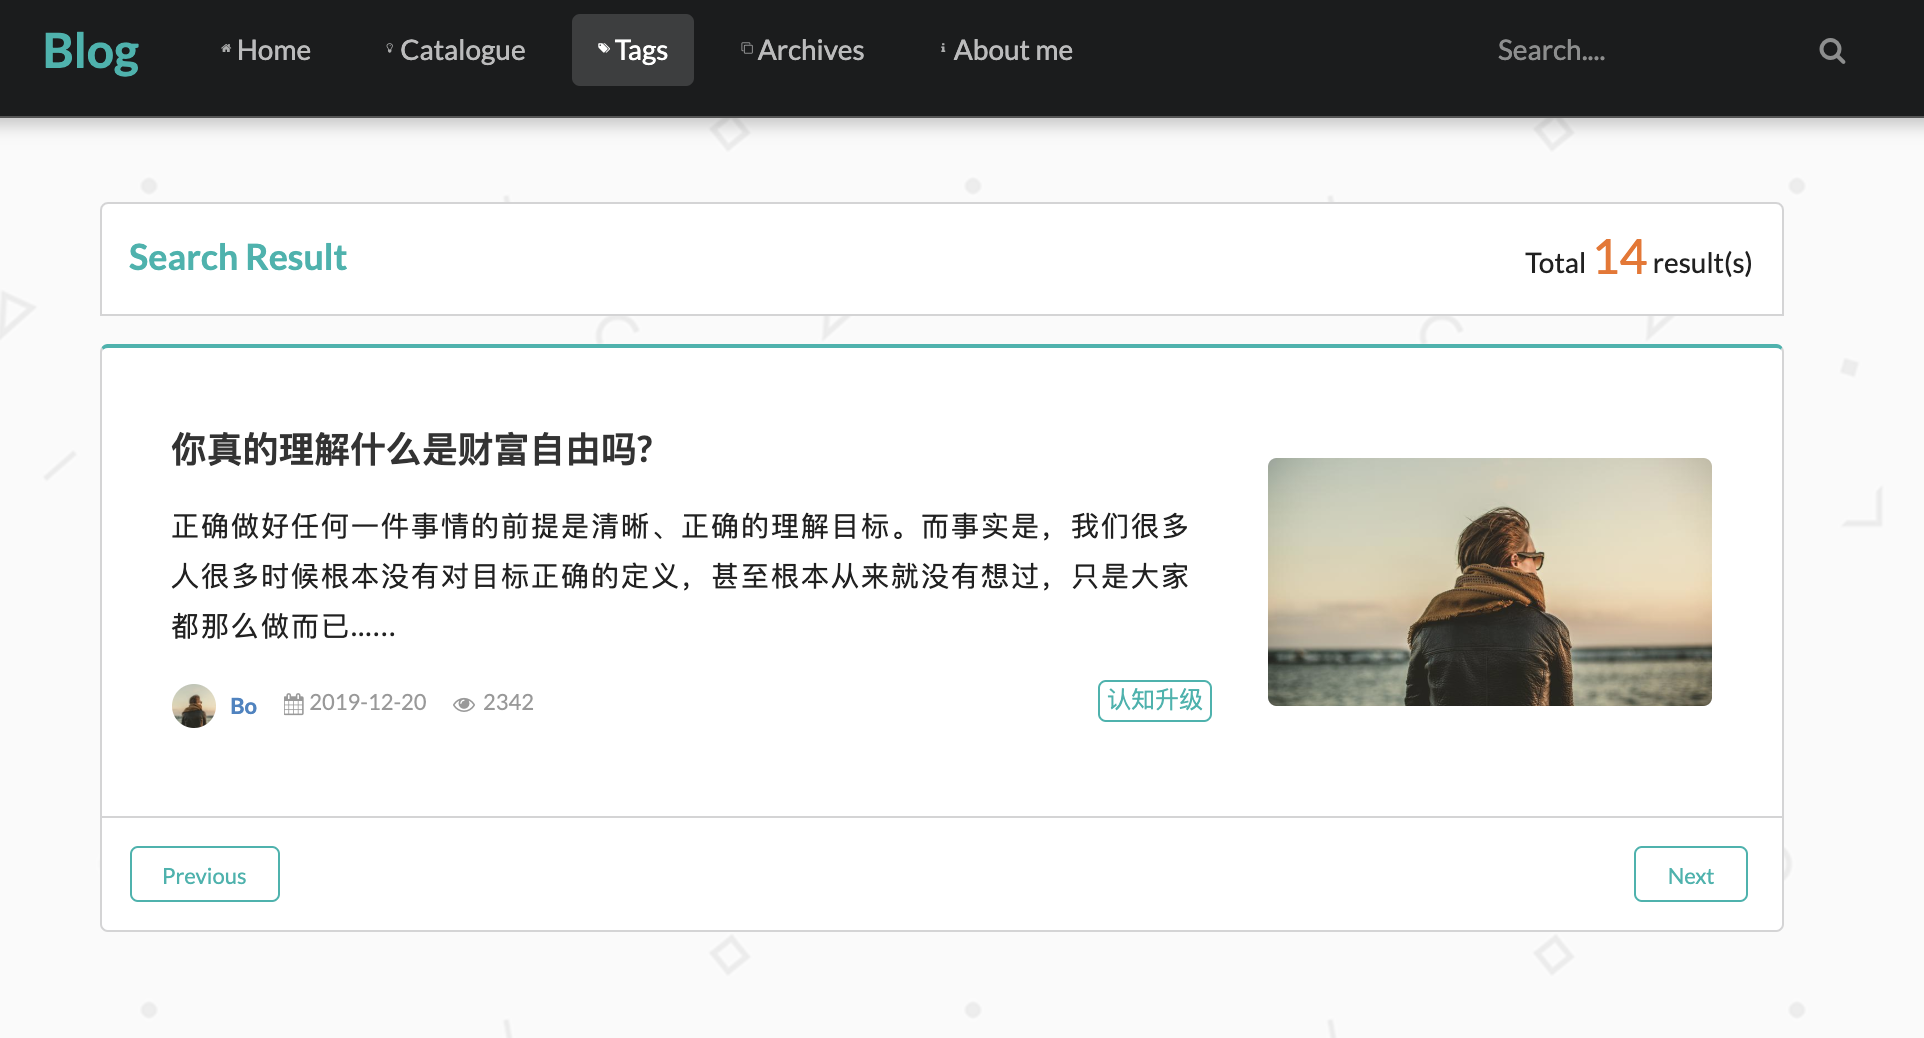 Blog Home Catalogue Tags Archives About me Search....
Search Result Total 14 result(s)
你真的理解什么是财富自由吗?
正确做好任何一件事情的前提是清晰、正确的理解目标。而事实是，我们很多
人很多时候根本没有对目标正确的定义，甚至根本从来就没有想过，只是大家
都那么做而已......
Bo 2019-12-20 2342 认知升级
Previous Next